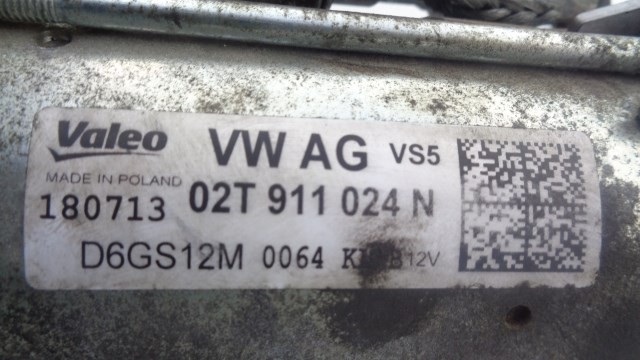 Valeo VW AG VS5
MADE IN POLAND
180713 02T 911 024 N
D6GS12M 0064 12V